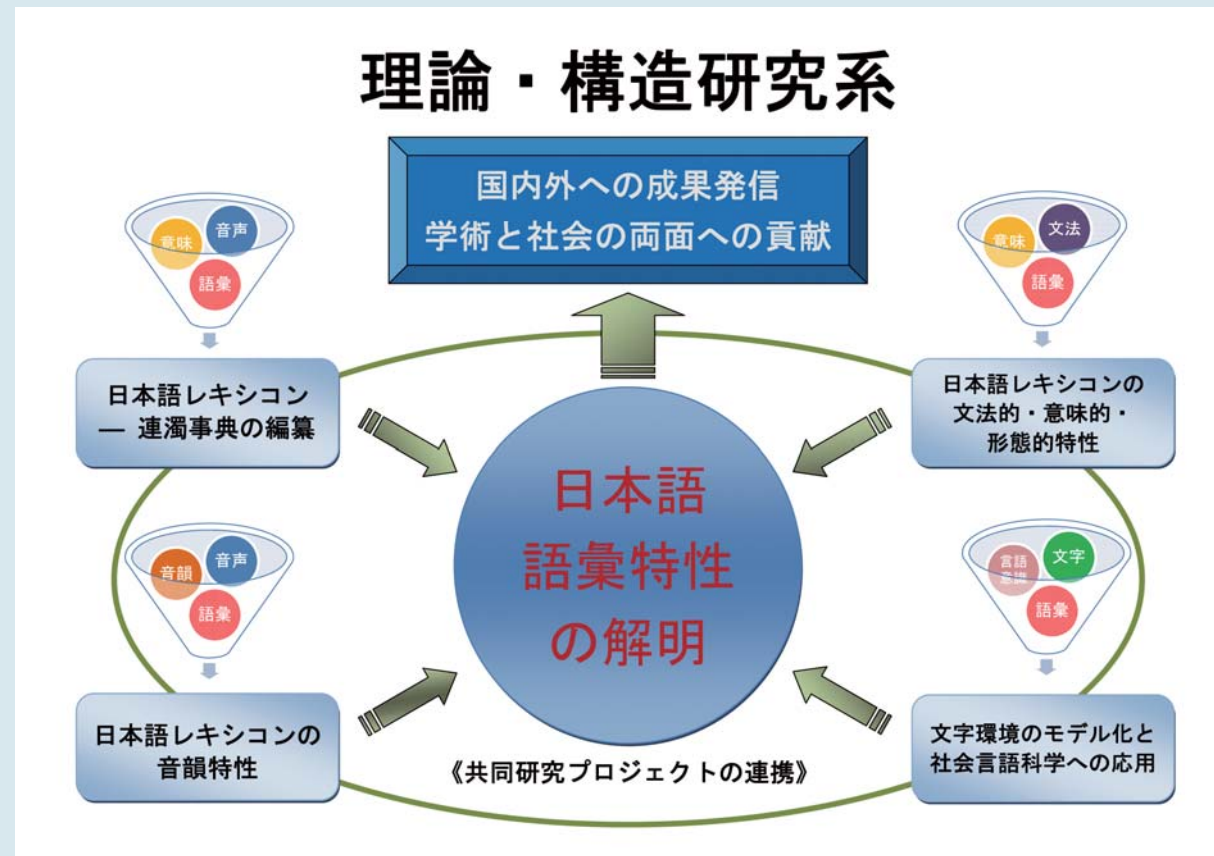 理論・構造研究系
国内外への成果発信
学術と社会の両面への貢献
意味
音声
語彙
日本語レキシコン
― 連濁事典の編纂
意味
文法
語彙
日本語レキシコンの
文法的・意味的・
形態的特性
日本語
語彙特性
の解明
音韻
音声
語彙
日本語レキシコンの
音韻特性
言語
意識
文字
語彙
文字環境のモデル化と
社会言語科学への応用
《共同研究プロジェクトの連携》